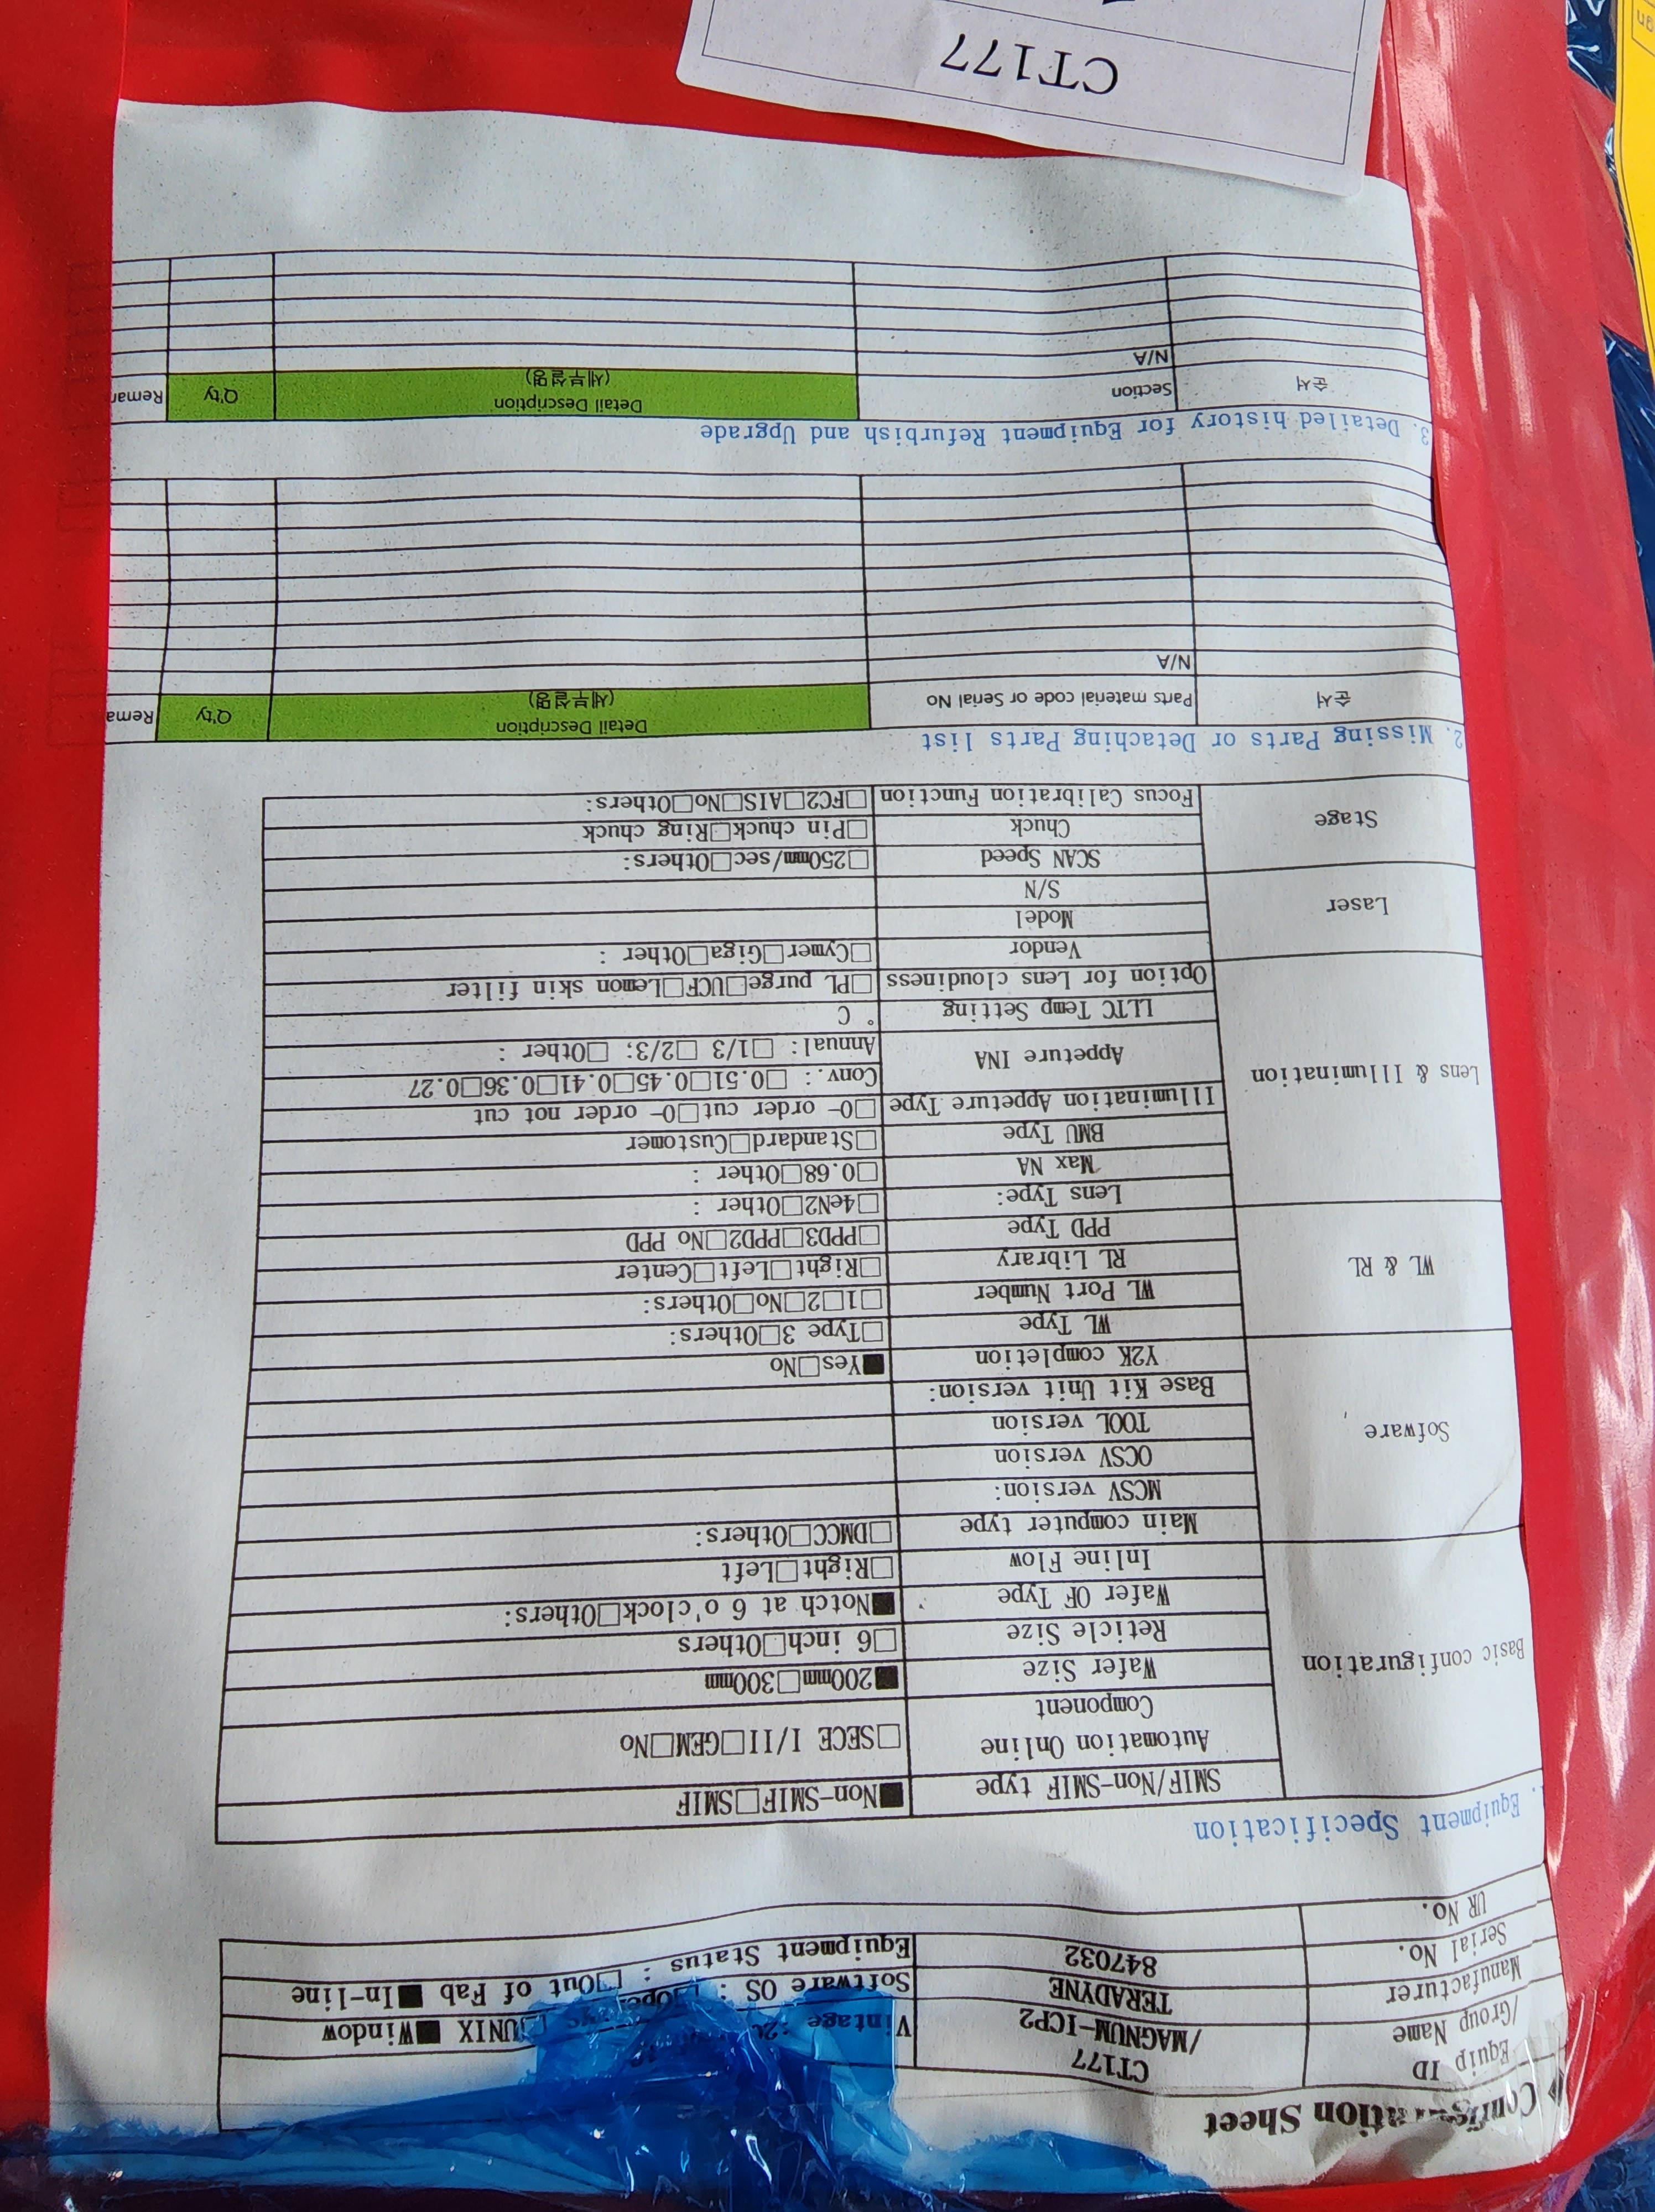 Configuration Sheet
Equip ID CT177
/Group Name /MAGNUM-ICP2 Vintage :
Manufacturer TERADYNE Software OS : UNIX ■Window
Serial No. 847032 Equipment Status : □Out of Fab ■In-line
UR No.
. Equipment Specification
Basic configuration
SMIF/Non-SMIF type ■Non-SMIF□SMIF
Automation Online Component □SECE I/II□GEM□No
Wafer Size ■200mm□300mm
Reticle Size □6 inch□Others
Wafer OF Type ■Notch at 6 o'clock□Others:
Inline Flow □Right□Left
Sofware
Main computer type □DMCC□Others:
MCSV version:
OCSV version
TOOL version
Base Kit Unit version:
Y2K completion ■Yes□No
WL & RL
WL Type □Type 3□Others:
WL Port Number □1□2□No□Others:
RL Library □Right□Left□Center
PPD Type □PPD3□PPD2□No PPD
Lens & Illumination
Lens Type: □4eN2□Other :
Max NA □0.68□Other :
BMU Type □Standard□Customer
Illumination Appeture Type □0- order cut□0- order not cut
Appeture INA Conv.: □0.51□0.45□0.41□0.36□0.27
Annual: □1/3 □2/3; □Other :
LLTC Temp Setting ° C
Option for Lens cloudiness □PL purge□UCF□Lemon skin filter
Laser
Vendor □Cymer□Giga□Other :
Model
S/N
Stage
SCAN Speed □250mm/sec□Others:
Chuck □Pin chuck□Ring chuck
Focus Calibration Function □FC2□AIS□No□Others:
2. Missing Parts or Detaching Parts list
순서 Parts material code or Serial No Detail Description (세부설명) Q'ty Rema
N/A
3. Detailed history for Equipment Refurbish and Upgrade
순서 Section Detail Description (세부설명) Q'ty Remar
N/A
CT177